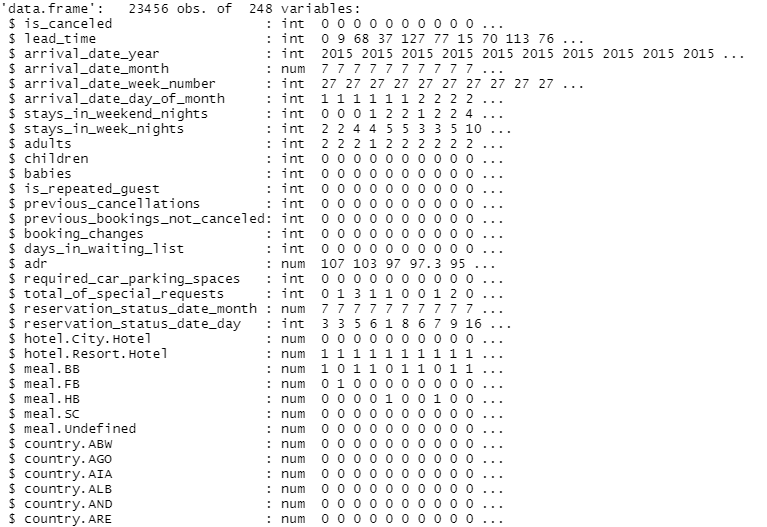 'data.frame':   23456 obs. of  248 variables:
 $ is_canceled                   : int  0 0 0 0 0 0 0 0 0 0 ...
 $ lead_time                     : int  0 9 68 37 127 77 15 70 113 76 ...
 $ arrival_date_year             : int  2015 2015 2015 2015 2015 2015 2015 2015 2015 2015 ...
 $ arrival_date_month            : num  7 7 7 7 7 7 7 7 7 7 ...
 $ arrival_date_week_number      : int  27 27 27 27 27 27 27 27 27 27 ...
 $ arrival_date_day_of_month     : int  1 1 1 1 1 1 2 2 2 2 ...
 $ stays_in_weekend_nights       : int  0 0 0 1 2 2 1 2 2 4 ...
 $ stays_in_week_nights          : int  2 2 4 4 5 5 3 3 5 10 ...
 $ adults                        : int  2 2 2 1 2 2 2 2 2 2 ...
 $ children                      : int  0 0 0 0 0 0 0 0 0 0 ...
 $ babies                        : int  0 0 0 0 0 0 0 0 0 0 ...
 $ is_repeated_guest             : int  0 0 0 0 0 0 0 0 0 0 ...
 $ previous_cancellations        : int  0 0 0 0 0 0 0 0 0 0 ...
 $ previous_bookings_not_canceled: int  0 0 0 0 0 0 0 0 0 0 ...
 $ booking_changes               : int  0 0 0 0 0 0 0 0 0 0 ...
 $ days_in_waiting_list          : int  0 0 0 0 0 0 0 0 0 0 ...
 $ adr                           : num  107 103 97 97.3 95 ...
 $ required_car_parking_spaces   : int  0 0 0 0 0 0 0 0 0 0 ...
 $ total_of_special_requests     : int  0 1 3 1 1 0 0 1 2 0 ...
 $ reservation_status_date_month : num  7 7 7 7 7 7 7 7 7 7 ...
 $ reservation_status_date_day   : int  3 3 5 6 1 8 6 7 9 16 ...
 $ hotel.City.Hotel              : num  0 0 0 0 0 0 0 0 0 0 ...
 $ hotel.Resort.Hotel            : num  1 1 1 1 1 1 1 1 1 1 ...
 $ meal.BB                       : num  1 0 1 1 0 1 1 0 1 1 ...
 $ meal.FB                       : num  0 1 0 0 0 0 0 0 0 0 ...
 $ meal.HB                       : num  0 0 0 0 1 0 0 1 0 0 ...
 $ meal.SC                       : num  0 0 0 0 0 0 0 0 0 0 ...
 $ meal.Undefined                : num  0 0 0 0 0 0 0 0 0 0 ...
 $ country.ABW                   : num  0 0 0 0 0 0 0 0 0 0 ...
 $ country.AGO                   : num  0 0 0 0 0 0 0 0 0 0 ...
 $ country.AIA                   : num  0 0 0 0 0 0 0 0 0 0 ...
 $ country.ALB                   : num  0 0 0 0 0 0 0 0 0 0 ...
 $ country.AND                   : num  0 0 0 0 0 0 0 0 0 0 ...
 $ country.ARE                   : num  0 0 0 0 0 0 0 0 0 0 ...